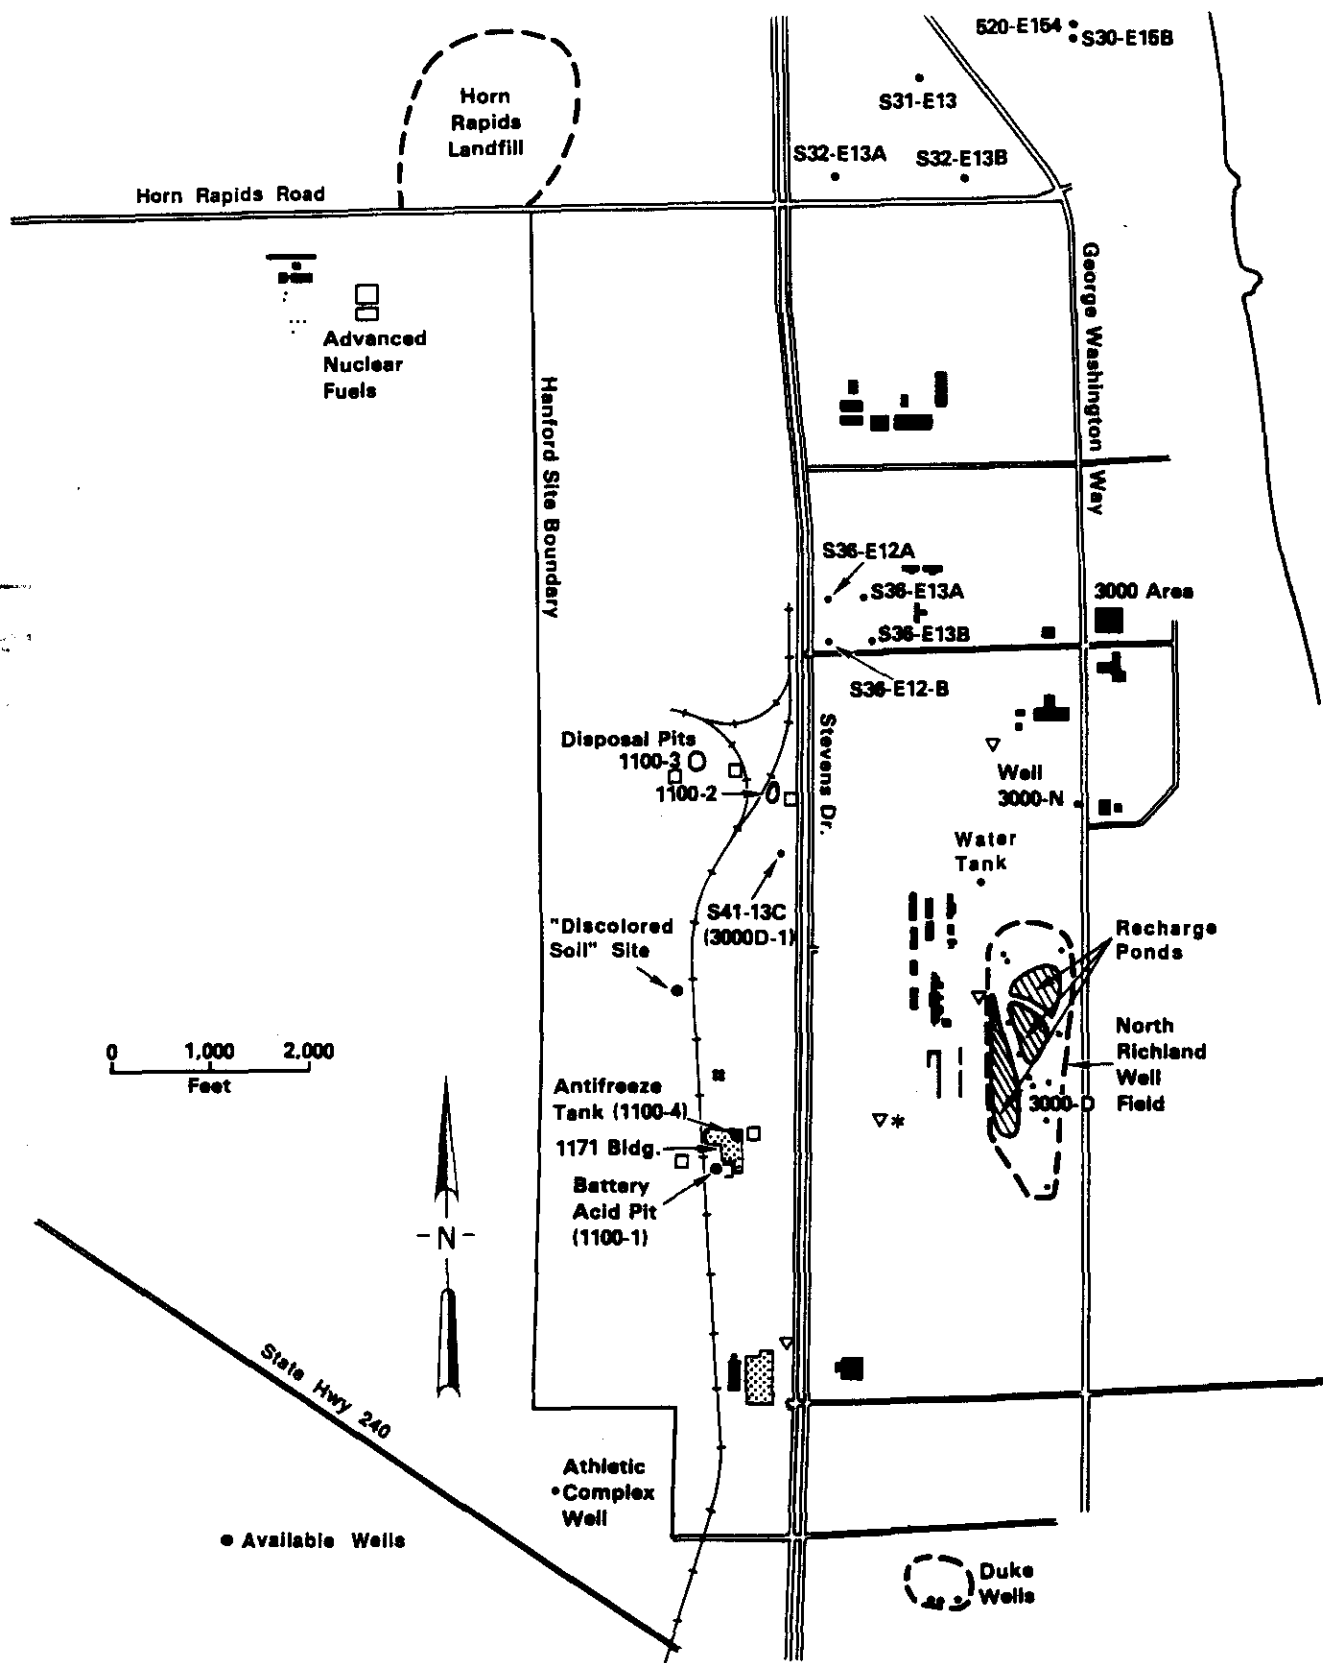 520-E154
S30-E15B
S31-E13
Horn
Rapids
Landfill
S32-E13A
S32-E13B
Horn Rapids Road
George Washington Way
Advanced
Nuclear
Fuels
Hanford Site Boundary
S36-E12A
S36-E13A
3000 Area
S36-E13B
S36-E12-B
Stevens Dr.
Disposal Pits
1100-3
1100-2
Well
3000-N
Water
Tank
S41-13C
(3000D-1)
"Discolored
Soil" Site
Recharge
Ponds
0 1,000 2,000
Feet
North
Richland
Well
Field
3000-D
Antifreeze
Tank (1100-4)
1171 Bldg.
*
Battery
Acid Pit
(1100-1)
N
State Hwy 240
Athletic
Complex
Well
Available Wells
Duke
Wells